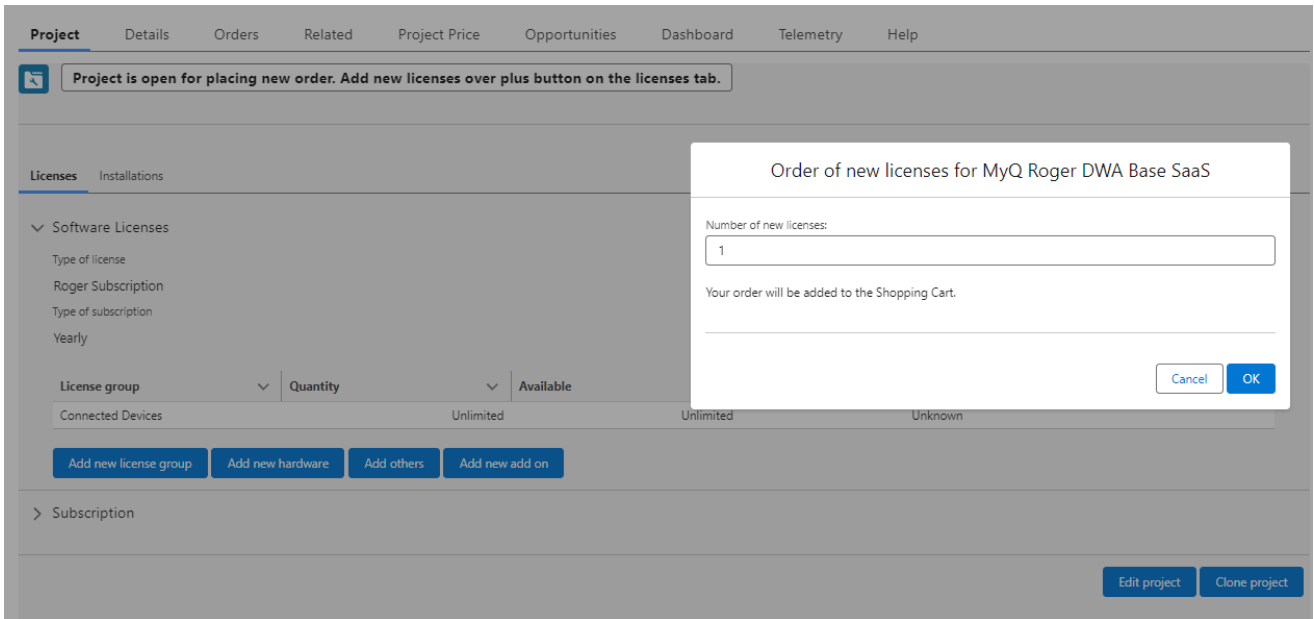 Project Details Orders Related Project Price Opportunities Dashboard Telemetry Help
Project is open for placing new order. Add new licenses over plus button on the licenses tab.
Licenses Installations
Software Licenses
Type of license
Roger Subscription
Type of subscription
Yearly
License group Quantity Available
Connected Devices Unlimited Unlimited Unknown
Add new license group Add new hardware Add others Add new add on
Subscription
Edit project Clone project
Order of new licenses for MyQ Roger DWA Base SaaS
Number of new licenses:
1
Your order will be added to the Shopping Cart.
Cancel OK